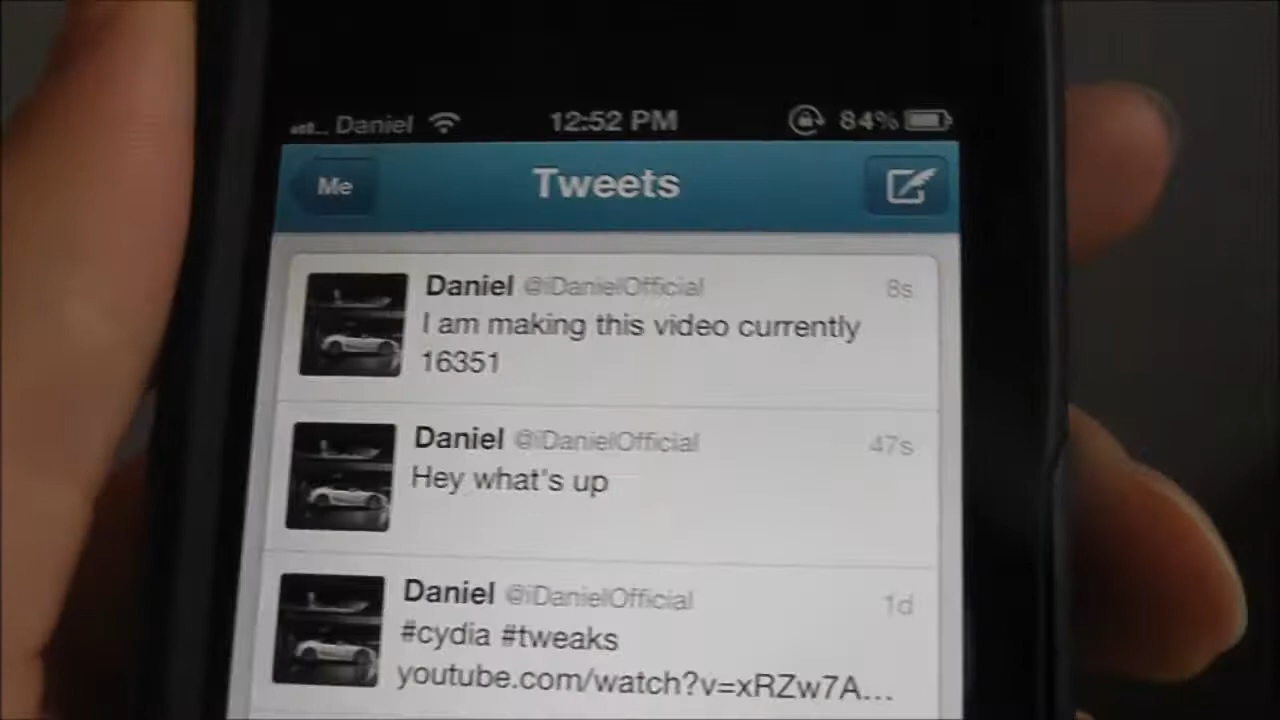 Daniel 12:52 PM 84%
Me Tweets
Daniel @iDanielOfficial 8s
I am making this video currently
16351
Daniel @iDanielOfficial 47s
Hey what's up
Daniel @iDanielOfficial 1d
#cydia #tweaks
youtube.com/watch?v=xRZw7A...